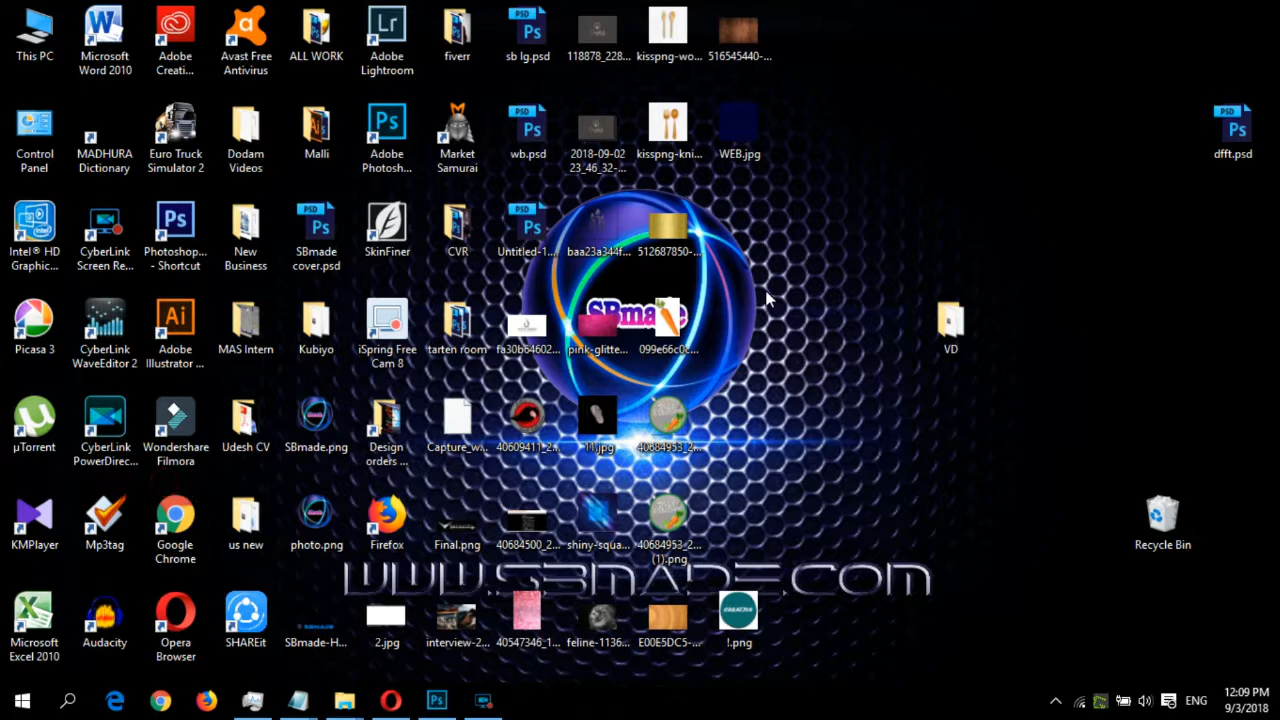 This PC
Microsoft
Word 2010
Adobe
Creati...
Avast Free
Antivirus
ALL WORK
Adobe
Lightroom
fiverr
sb lg.psd
118878_228...
kisspng-wo...
516545440-...
Control
Panel
MADHURA
Dictionary
Euro Truck
Simulator 2
Dodam
Videos
Malli
Adobe
Photosh...
Market
Samurai
wb.psd
2018-09-02
23_46_32-...
kisspng-kni...
WEB.jpg
dfft.psd
Intel® HD
Graphic...
CyberLink
Screen Re...
Photoshop...
- Shortcut
New
Business
SBmade
cover.psd
SkinFiner
CVR
Untitled-1...
baa23a344f...
512687850-...
SBmade
Picasa 3
CyberLink
WaveEditor 2
Adobe
Illustrator ...
MAS Intern
Kubiyo
iSpring Free
Cam 8
tarten room
fa30b64602...
pink-glitte...
099e66c0c...
VD
µTorrent
CyberLink
PowerDirec...
Wondershare
Filmora
Udesh CV
SBmade.png
Design
orders ...
Capture_w...
40609411_2...
11.jpg
40684953_2...
KMPlayer
Mp3tag
Google
Chrome
us new
photo.png
Firefox
Final.png
40684500_2...
shiny-squa...
40684953_2...
(1).png
Recycle Bin
WWW.SBMADE.COM
Microsoft
Excel 2010
Audacity
Opera
Browser
SHAREit
SBmade-H...
2.jpg
interview-2...
40547346_1...
feline-1136...
E00E5DC5-...
!.png
ENG
12:09 PM
9/3/2018